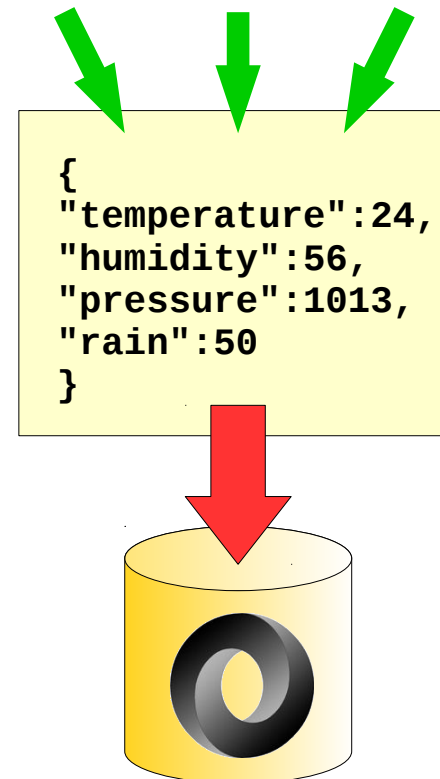 {
"temperature":24,
"humidity":56,
"pressure":1013,
"rain":50
}